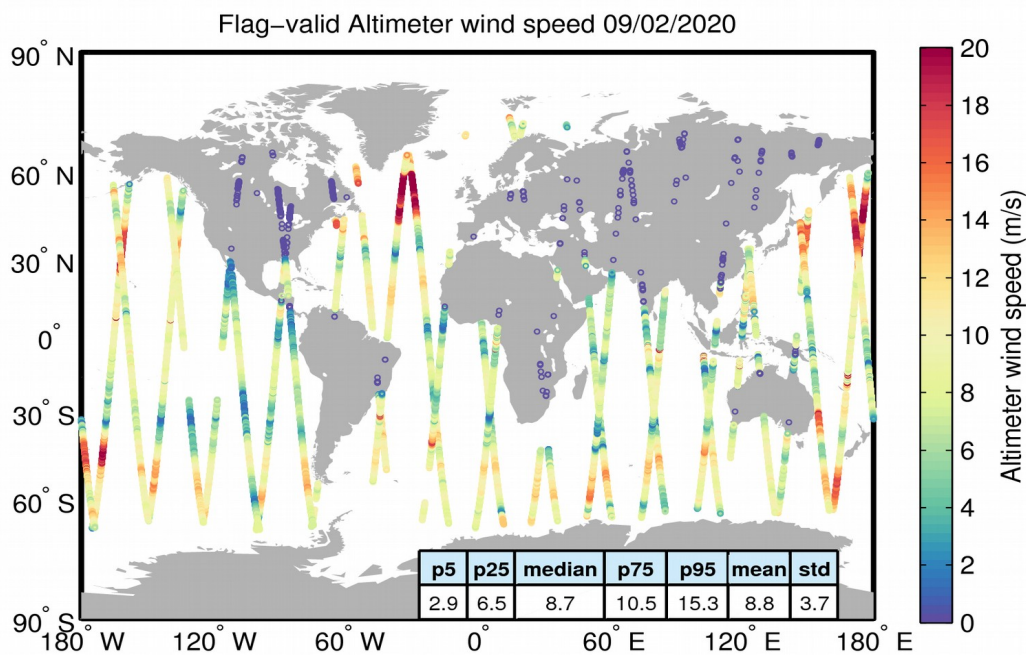 Flag−valid Altimeter wind speed 09/02/2020
90° N
60° N
30° N
0°
30° S
60° S
90° S
180° W
120° W
60° W
0°
60° E
120° E
180° E
p5 p25 median p75 p95 mean std
2.9 6.5 8.7 10.5 15.3 8.8 3.7
20
18
16
14
12
10
8
6
4
2
0
Altimeter wind speed (m/s)